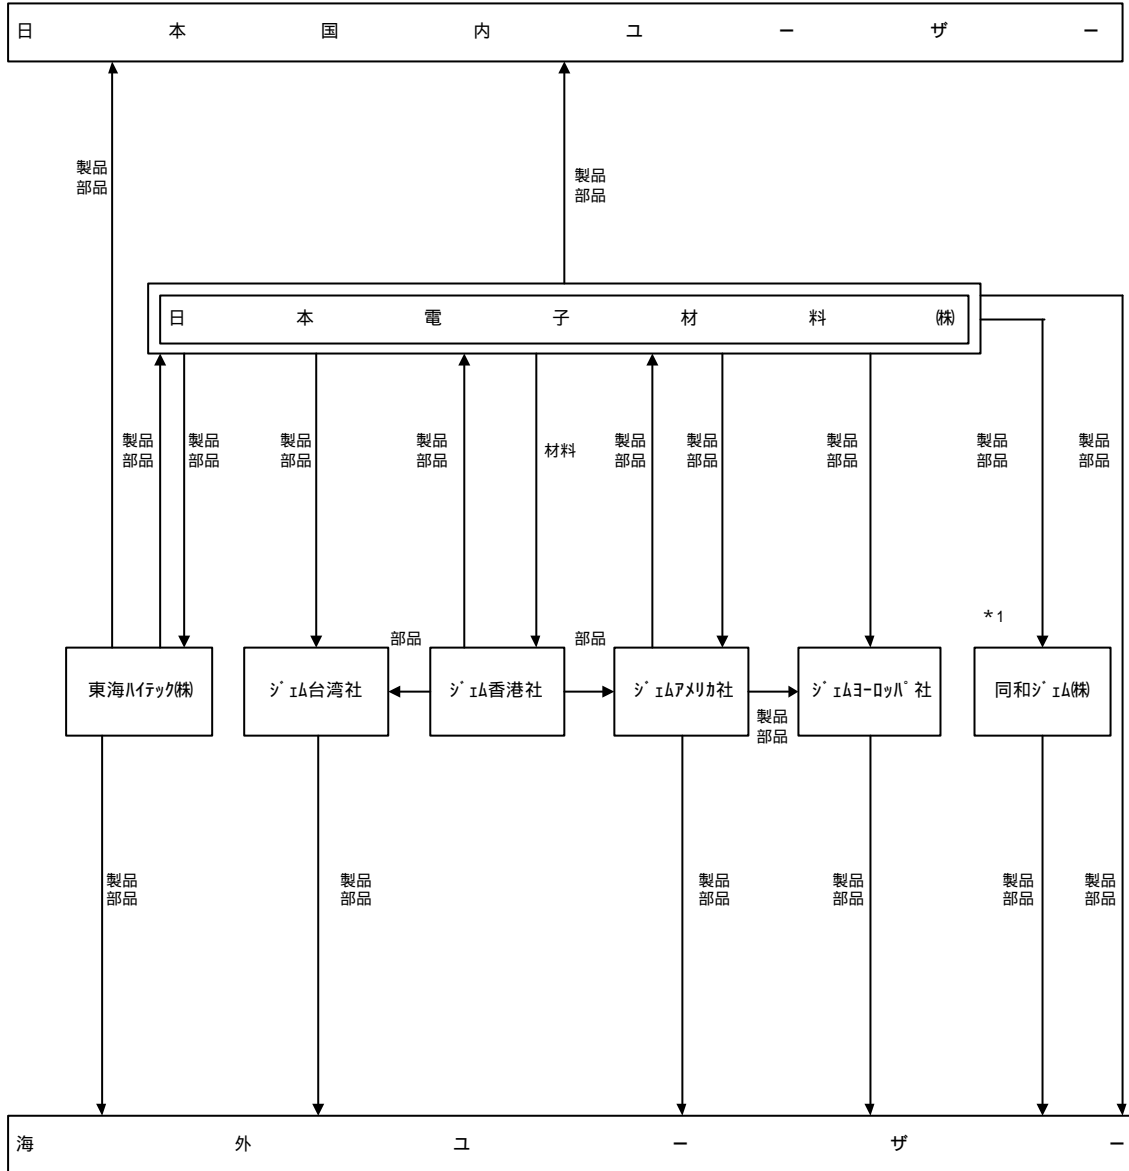 日本国内ユーザー
製品
部品
製品
部品
日本電子材料㈱
製品
部品
製品
部品
製品
部品
製品
部品
材料
製品
部品
製品
部品
製品
部品
製品
部品
製品
部品
*1
部品
部品
東海ﾊｲﾃｯｸ㈱
ｼﾞｪﾑ台湾社
ｼﾞｪﾑ香港社
ｼﾞｪﾑｱﾒﾘｶ社
ｼﾞｪﾑﾖｰﾛｯﾊﾟ社
同和ｼﾞｪﾑ㈱
製品
部品
製品
部品
製品
部品
製品
部品
製品
部品
製品
部品
製品
部品
海外ユーザー